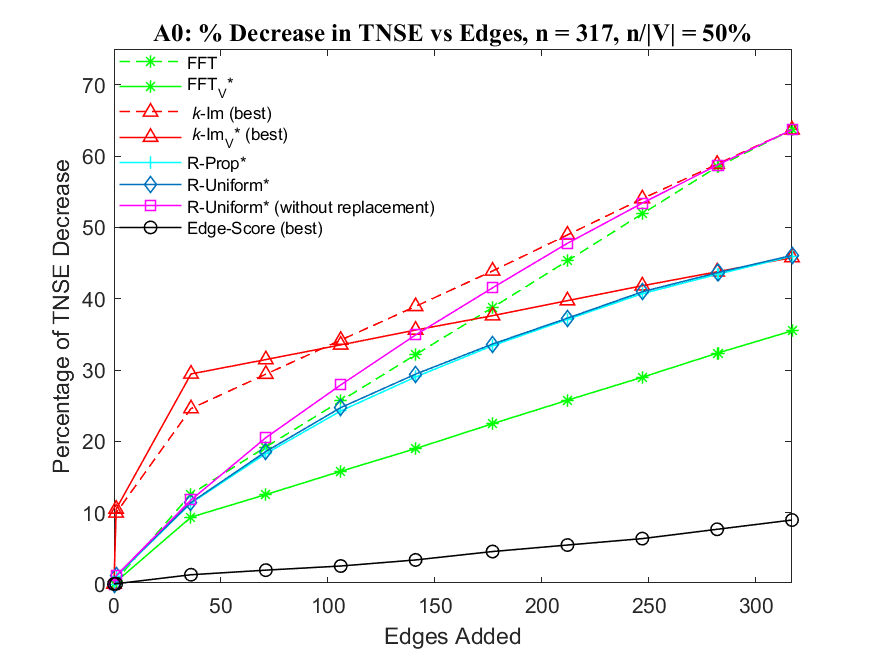 A0: % Decrease in TNSE vs Edges, n = 317, n/|V| = 50%
FFT
FFT_V*
k-Im (best)
k-Im_V* (best)
R-Prop*
R-Uniform*
R-Uniform* (without replacement)
Edge-Score (best)
Percentage of TNSE Decrease
70
60
50
40
30
20
10
0
0 50 100 150 200 250 300
Edges Added